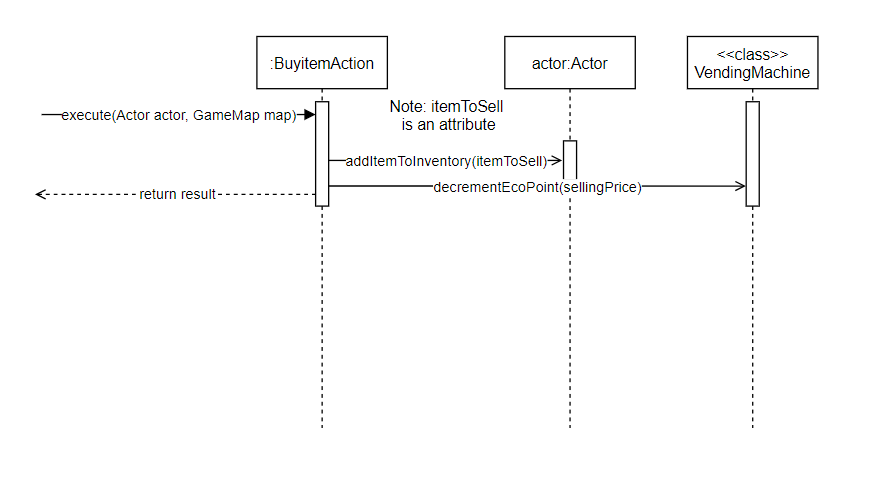 :BuyitemAction
actor:Actor
<<class>>
VendingMachine
execute(Actor actor, GameMap map)
Note: itemToSell
is an attribute
addItemToInventory(itemToSell)
decrementEcoPoint(sellingPrice)
return result